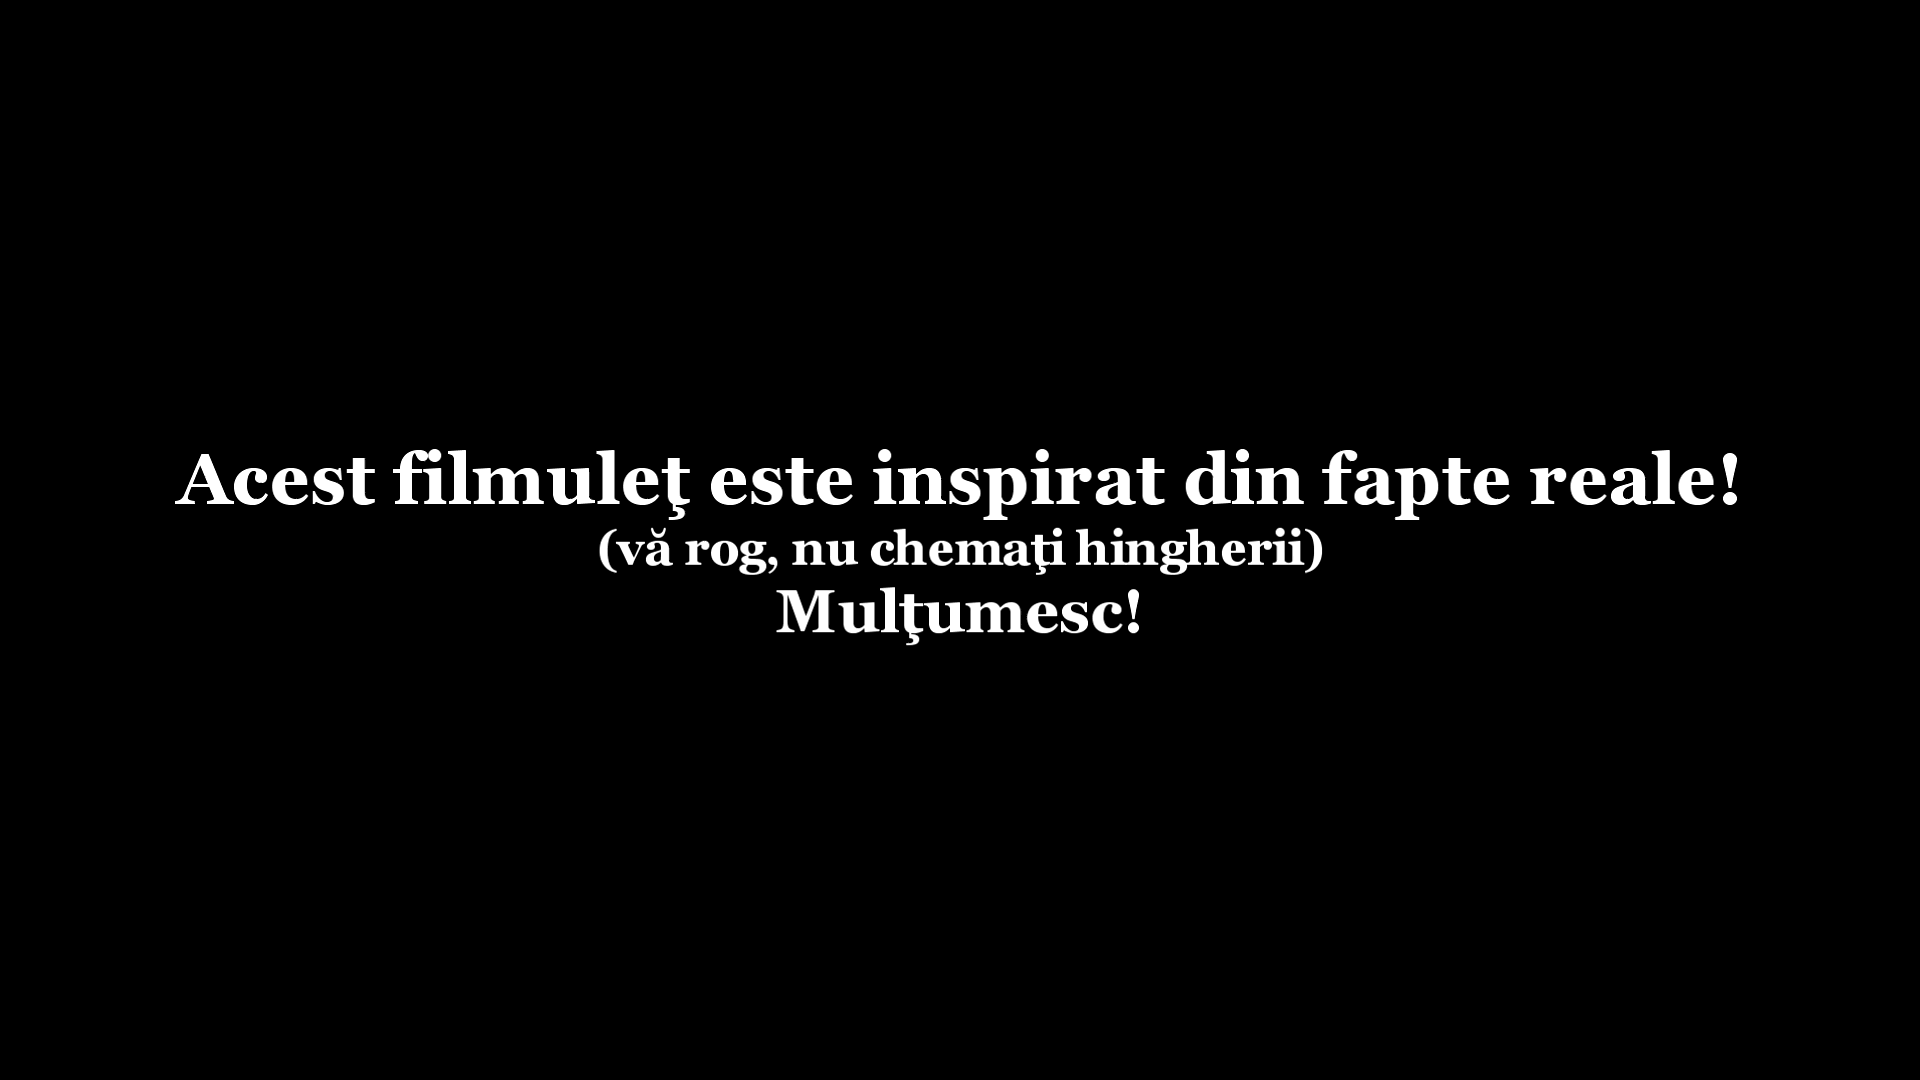 Acest filmuleţ este inspirat din fapte reale!
(vă rog, nu chemaţi hingherii)
Mulţumesc!